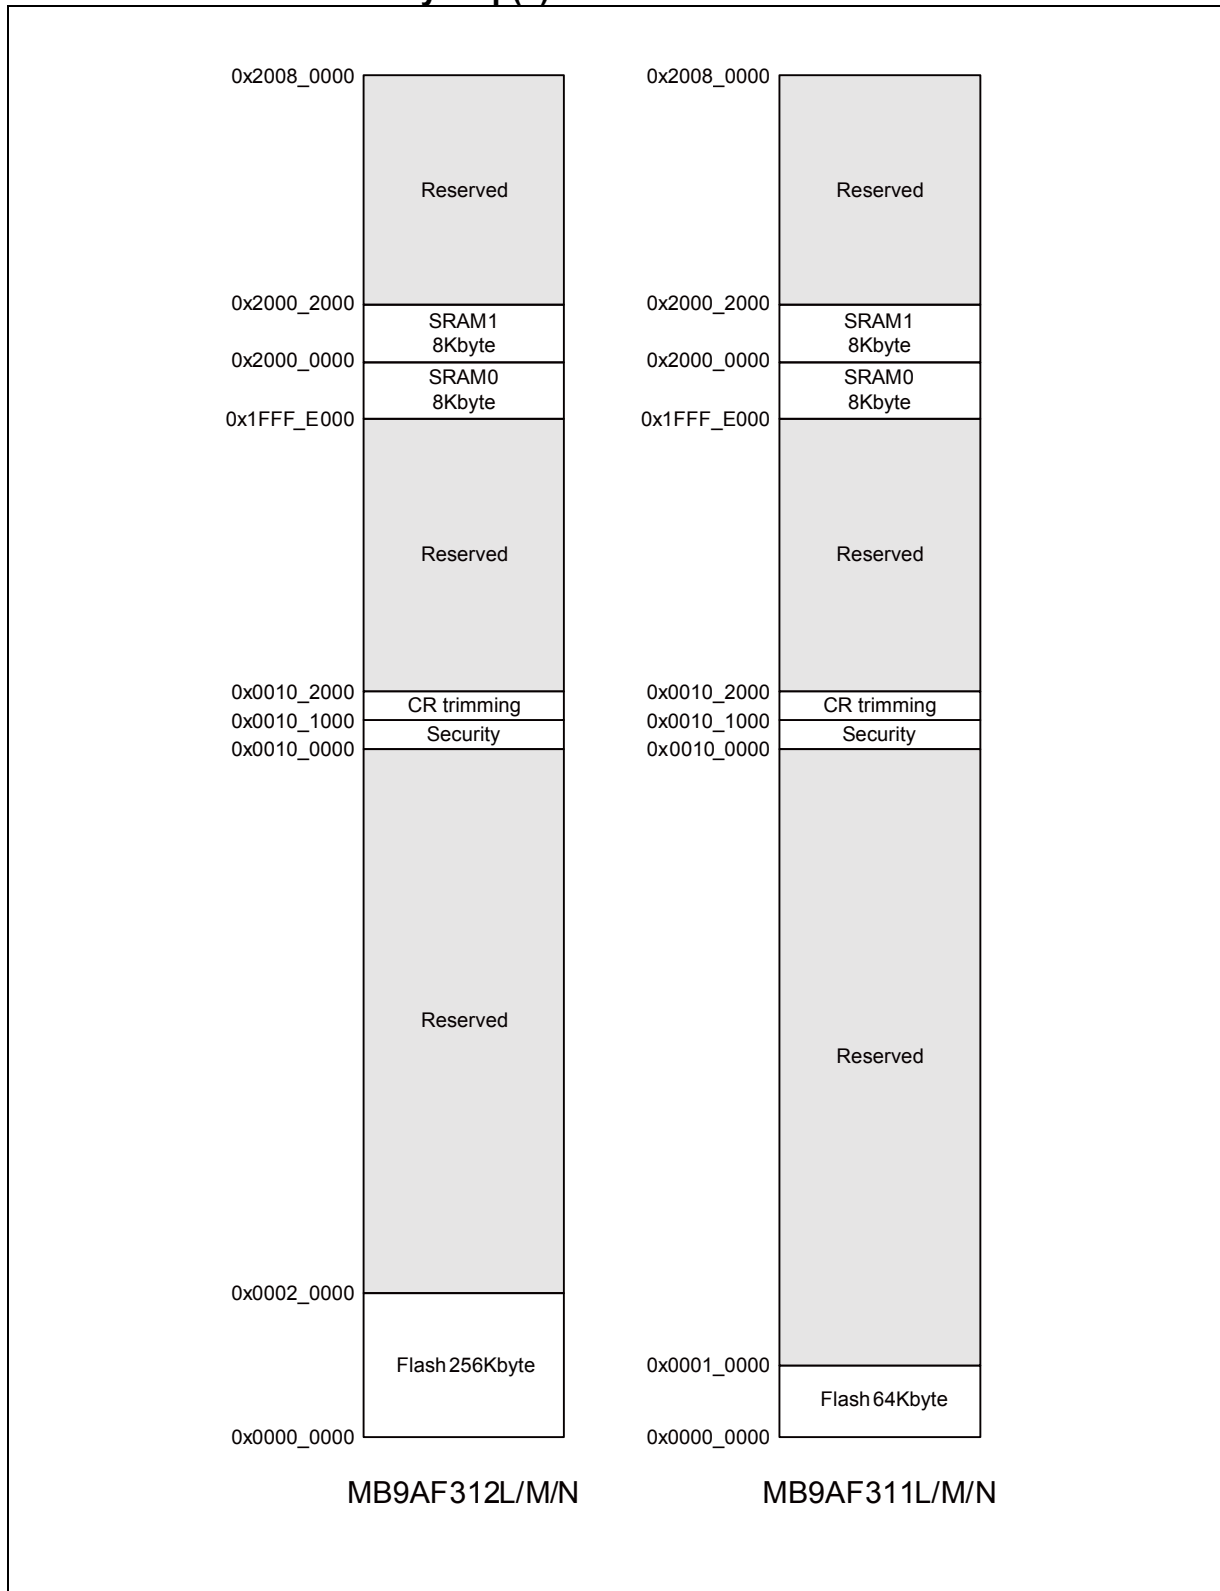 0x2008_0000
Reserved
0x2000_2000
SRAM1
8Kbyte
0x2000_0000
SRAM0
8Kbyte
0x1FFF_E000
Reserved
0x0010_2000
CR trimming
0x0010_1000
Security
0x0010_0000
Reserved
0x0002_0000
Flash 256Kbyte
0x0000_0000
MB9AF312L/M/N
0x2008_0000
Reserved
0x2000_2000
SRAM1
8Kbyte
0x2000_0000
SRAM0
8Kbyte
0x1FFF_E000
Reserved
0x0010_2000
CR trimming
0x0010_1000
Security
0x0010_0000
Reserved
0x0001_0000
Flash 64Kbyte
0x0000_0000
MB9AF311L/M/N